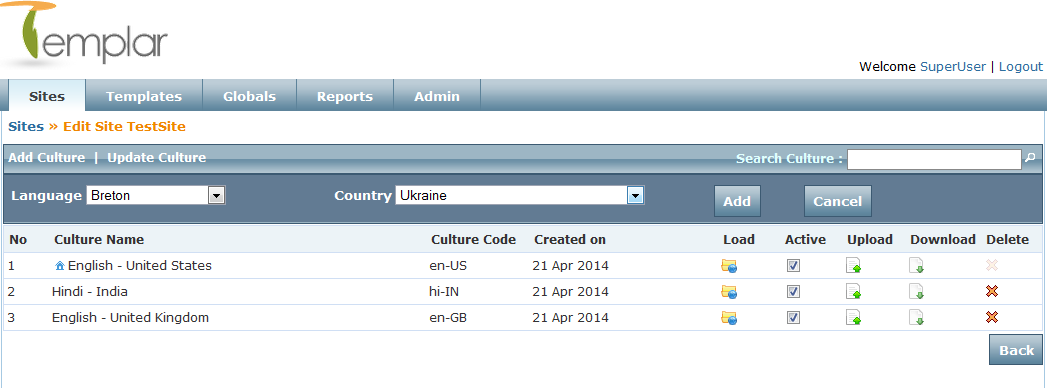 Templar
Welcome SuperUser | Logout
Sites Templates Globals Reports Admin
Sites » Edit Site TestSite
Add Culture | Update Culture Search Culture :
Language Breton Country Ukraine Add Cancel
No Culture Name Culture Code Created on Load Active Upload Download Delete
1 English - United States en-US 21 Apr 2014
2 Hindi - India hi-IN 21 Apr 2014
3 English - United Kingdom en-GB 21 Apr 2014
Back